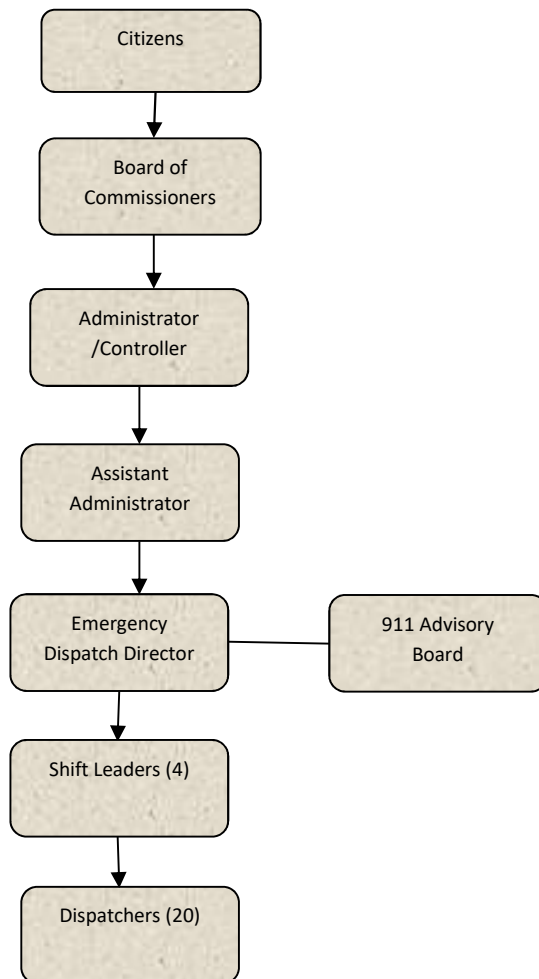 Citizens
Board of
Commissioners
Administrator
/Controller
Assistant
Administrator
Emergency
Dispatch Director
911 Advisory
Board
Shift Leaders (4)
Dispatchers (20)